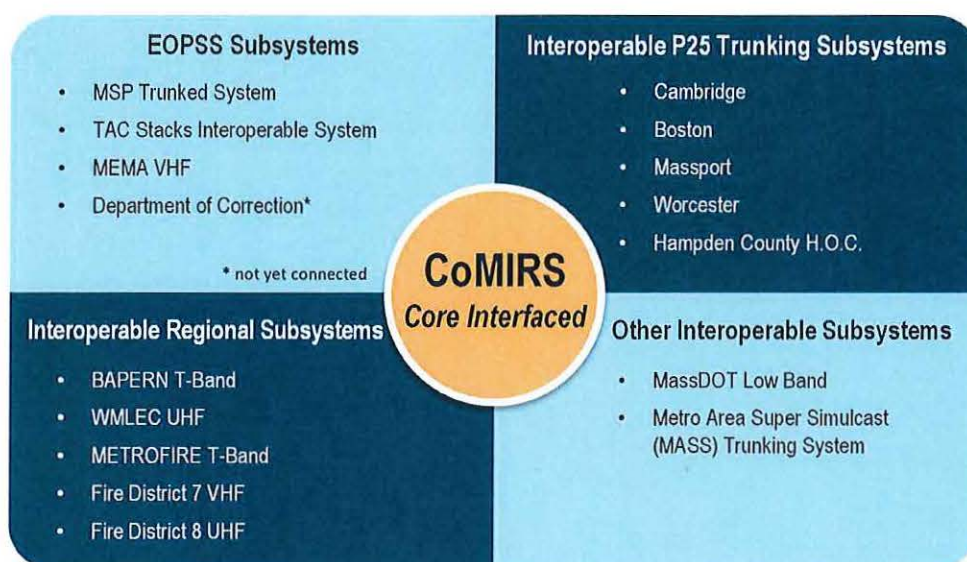 EOPSS Subsystems
• MSP Trunked System
• TAC Stacks Interoperable System
• MEMA VHF
• Department of Correction*
* not yet connected
Interoperable P25 Trunking Subsystems
• Cambridge
• Boston
• Massport
• Worcester
• Hampden County H.O.C.
CoMIRS
Core Interfaced
Interoperable Regional Subsystems
• BAPERN T-Band
• WMLEC UHF
• METROFIRE T-Band
• Fire District 7 VHF
• Fire District 8 UHF
Other Interoperable Subsystems
• MassDOT Low Band
• Metro Area Super Simulcast
(MASS) Trunking System